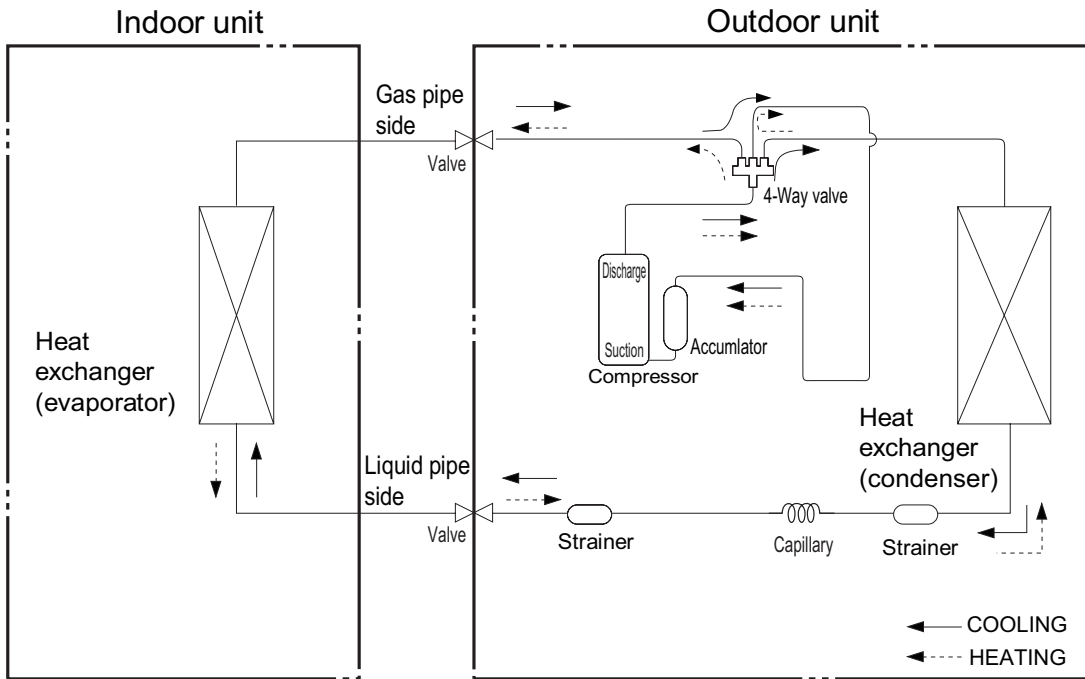 Indoor unit
Outdoor unit
Gas pipe
side
Valve
4-Way valve
Discharge
Suction
Compressor
Accumlator
Heat
exchanger
(evaporator)
Heat
exchanger
(condenser)
Liquid pipe
side
Valve
Strainer
Capillary
Strainer
COOLING
HEATING